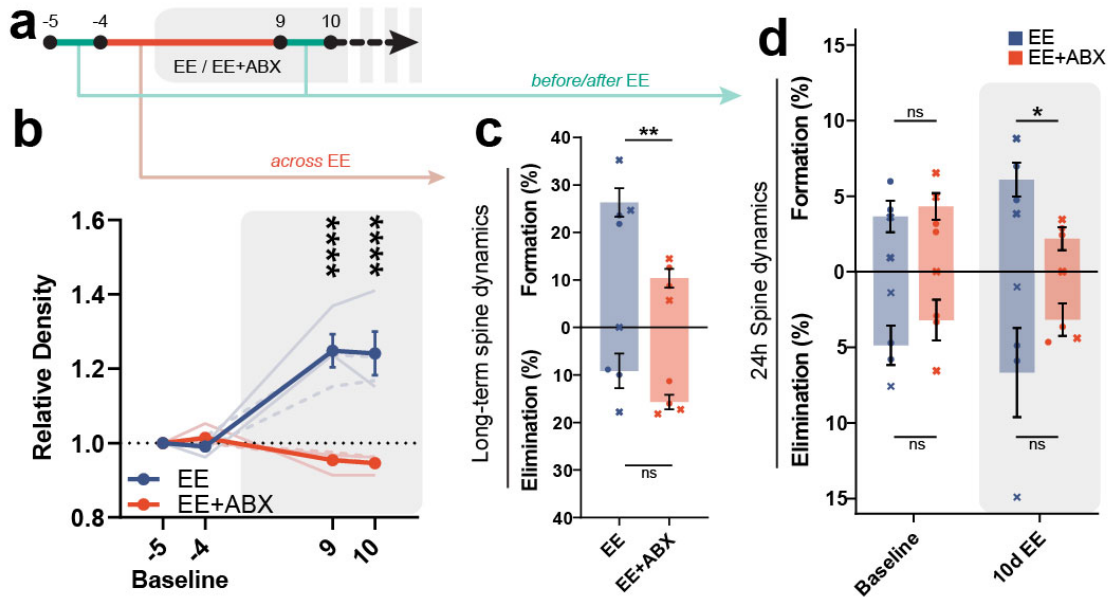 a
-5
-4
9
10
EE / EE+ABX
before/after EE
across EE
b
Relative Density
1.6
1.4
1.2
1.0
0.8
****
****
EE
EE+ABX
-5
-4
9
10
Baseline
c
Long-term spine dynamics
Formation (%)
Elimination (%)
40
30
20
10
0
10
20
30
40
**
ns
EE
EE+ABX
d
EE
EE+ABX
24h Spine dynamics
Formation (%)
Elimination (%)
15
10
5
0
5
10
15
ns
*
ns
ns
Baseline
10d EE